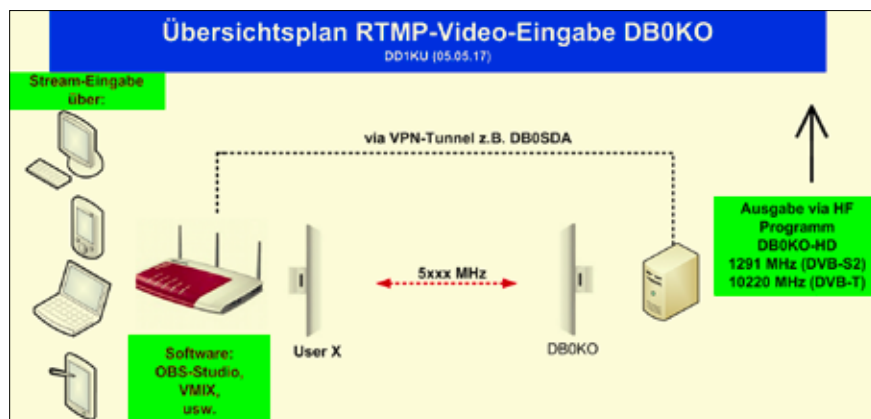 Übersichtsplan RTMP-Video-Eingabe DB0KO
DD1KU (05.05.17)
Stream-Eingabe
über:
via VPN-Tunnel z.B. DB0SDA
Ausgabe via HF
Programm
DB0KO-HD
1291 MHz (DVB-S2)
10220 MHz (DVB-T)
5xxx MHz
User X
DB0KO
Software:
OBS-Studio,
VMIX,
usw.